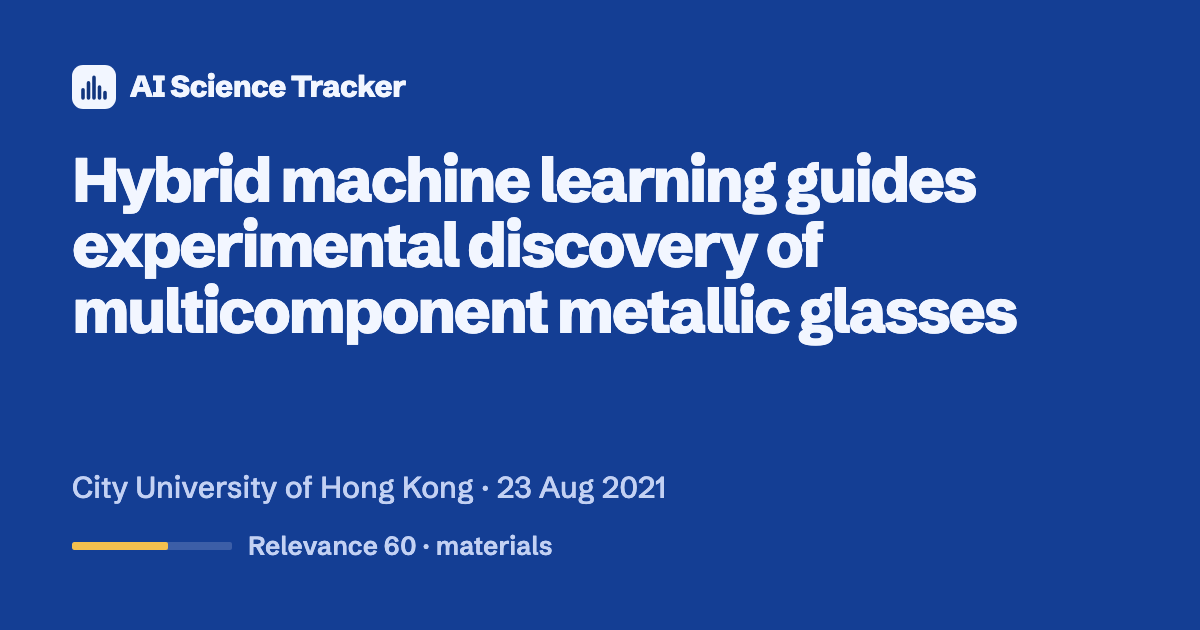 AI Science Tracker
Hybrid machine learning guides
experimental discovery of
multicomponent metallic glasses
City University of Hong Kong · 23 Aug 2021
Relevance 60 · materials